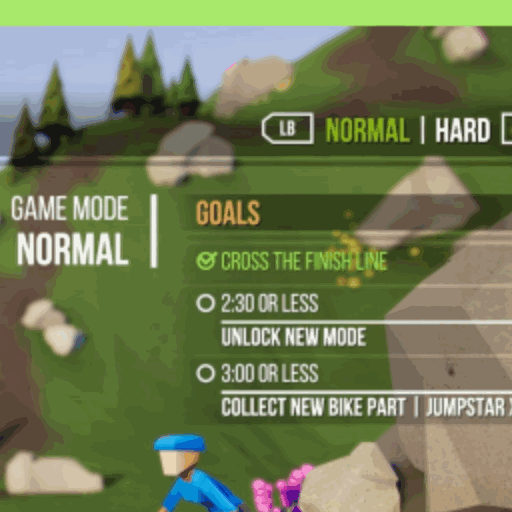 LB NORMAL | HARD
GAME MODE
NORMAL
GOALS
CROSS THE FINISH LINE
2:30 OR LESS
UNLOCK NEW MODE
3:00 OR LESS
COLLECT NEW BIKE PART | JUMPSTAR